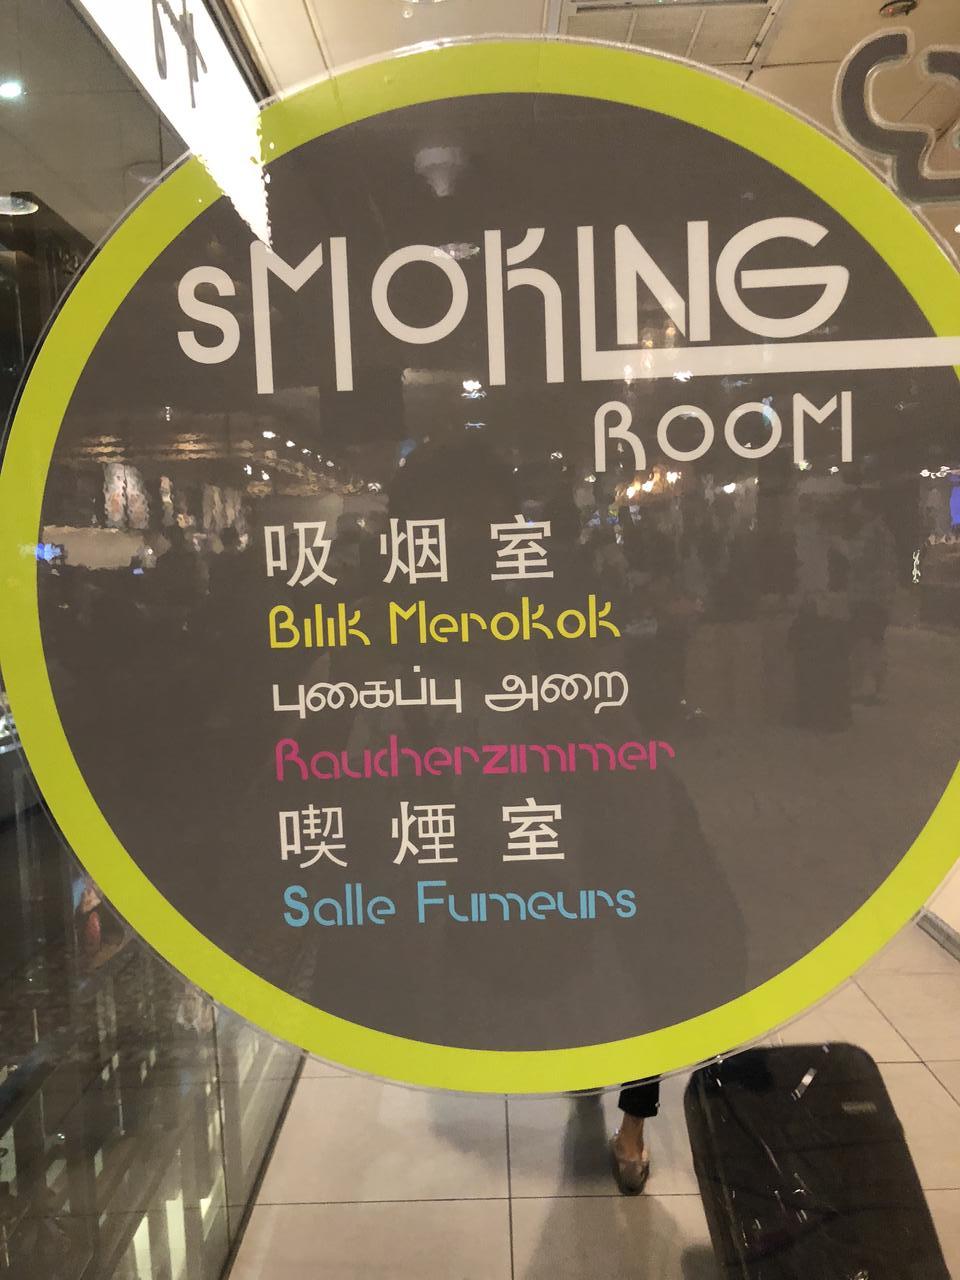 SMOKING
ROOM
吸烟室
Bilik Merokok
புகைப்பு அறை
Raucherzimmer
喫煙室
Salle Fumeurs